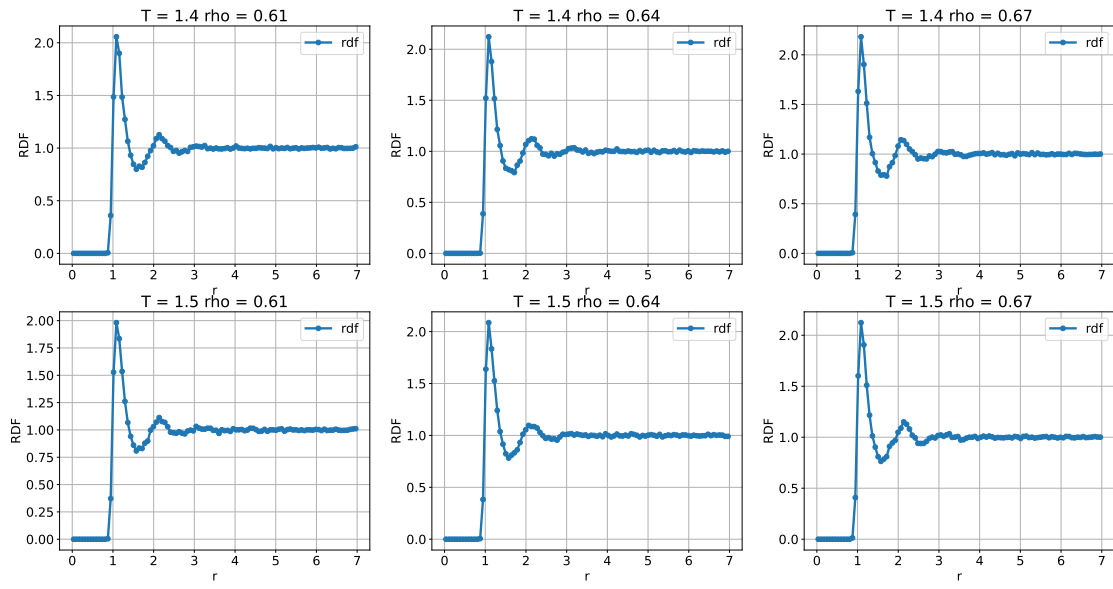 T = 1.4 rho = 0.61
RDF
2.0
1.5
1.0
0.5
0.0
rdf
0 1 2 3 4 5 6 7
r
T = 1.4 rho = 0.64
RDF
2.0
1.5
1.0
0.5
0.0
rdf
0 1 2 3 4 5 6 7
r
T = 1.4 rho = 0.67
RDF
2.0
1.5
1.0
0.5
0.0
rdf
0 1 2 3 4 5 6 7
r
T = 1.5 rho = 0.61
RDF
2.00
1.75
1.50
1.25
1.00
0.75
0.50
0.25
0.00
rdf
0 1 2 3 4 5 6 7
r
T = 1.5 rho = 0.64
RDF
2.0
1.5
1.0
0.5
0.0
rdf
0 1 2 3 4 5 6 7
r
T = 1.5 rho = 0.67
RDF
2.0
1.5
1.0
0.5
0.0
rdf
0 1 2 3 4 5 6 7
r